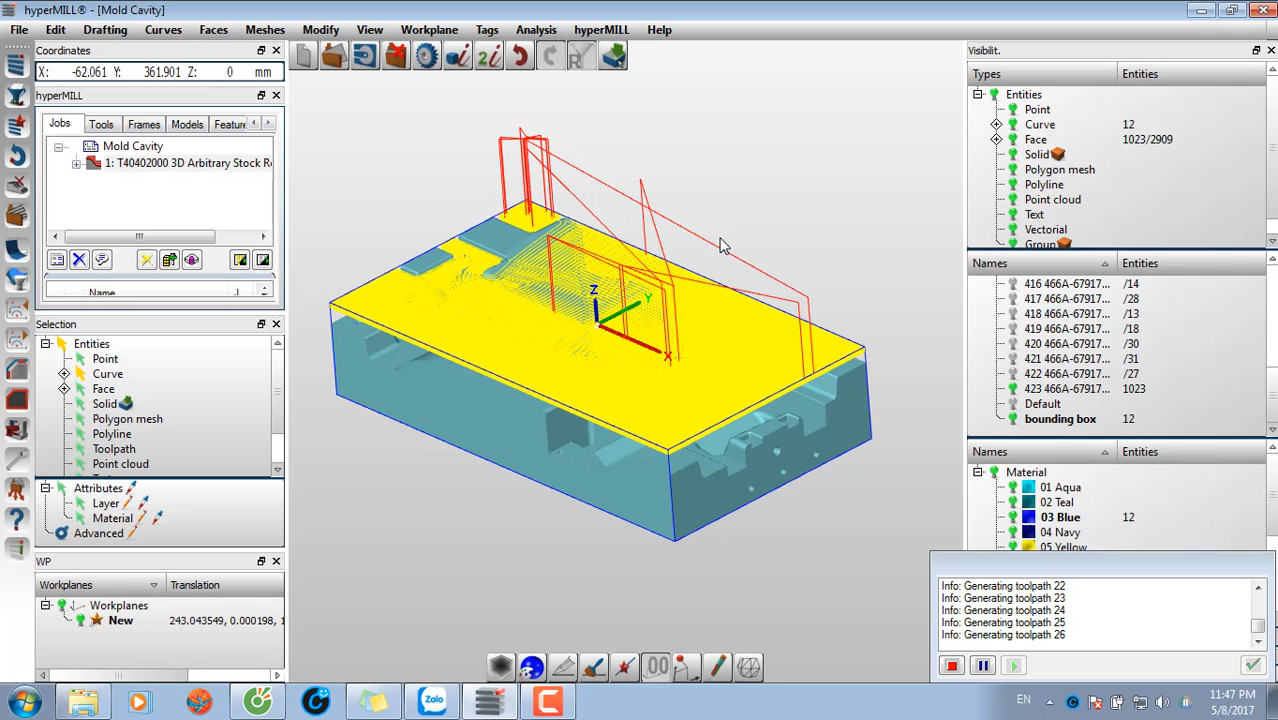 hyperMILL® - [Mold Cavity]
File Edit Drafting Curves Faces Meshes Modify View Workplane Tags Analysis hyperMILL Help
Coordinates
X: -62.061 Y: 361.901 Z: 0 mm
hyperMILL
Jobs Tools Frames Models Feature
Mold Cavity
1: T40402000 3D Arbitrary Stock R
Name
Selection
Entities
Point
Curve
Face
Solid
Polygon mesh
Polyline
Toolpath
Point cloud
Attributes
Layer
Material
Advanced
WP
Workplanes Translation
Workplanes
New 243.043549, 0.000198, 1
Z
Y
X
Visibilit.
Types Entities
Entities
Point
Curve 12
Face 1023/2909
Solid
Polygon mesh
Polyline
Point cloud
Text
Vectorial
Group
Names Entities
416 466A-67917... /14
417 466A-67917... /28
418 466A-67917... /13
419 466A-67917... /18
420 466A-67917... /30
421 466A-67917... /31
422 466A-67917... /27
423 466A-67917... 1023
Default
bounding box 12
Names Entities
Material
01 Aqua
02 Teal
03 Blue 12
04 Navy
05 Yellow
Info: Generating toolpath 22
Info: Generating toolpath 23
Info: Generating toolpath 24
Info: Generating toolpath 25
Info: Generating toolpath 26
Zalo
EN
11:47 PM
5/8/2017